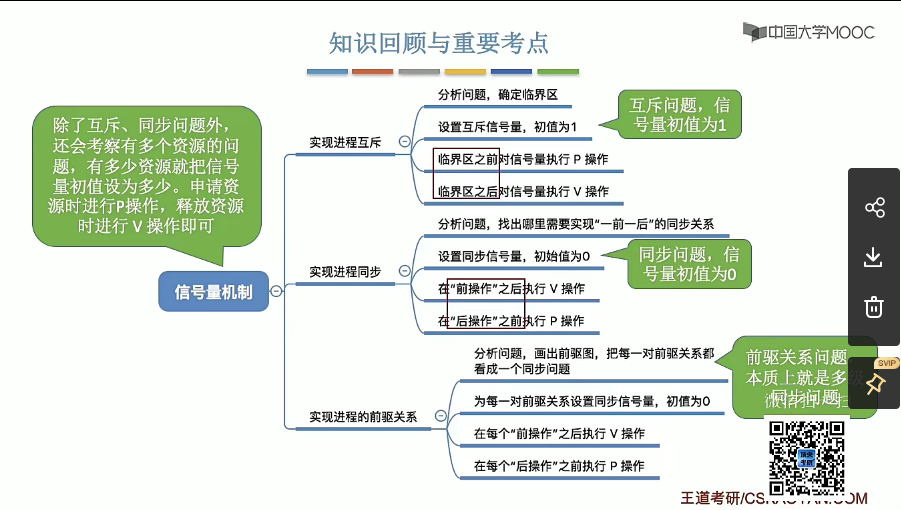 知识回顾与重要考点
中国大学MOOC
除了互斥、同步问题外，
还会考察有多个资源的问
题，有多少资源就把信号
量初值设为多少。申请资
源时进行P操作，释放资源
时进行 V 操作即可
信号量机制
实现进程互斥
分析问题，确定临界区
设置互斥信号量，初值为1
临界区之前对信号量执行 P 操作
临界区之后对信号量执行 V 操作
互斥问题，信
号量初值为1
实现进程同步
分析问题，找出哪里需要实现“一前一后”的同步关系
设置同步信号量，初始值为0
在“前操作”之后执行 V 操作
在“后操作”之前执行 P 操作
同步问题，信
号量初值为0
实现进程的前驱关系
分析问题，画出前驱图，把每一对前驱关系都
看成一个同步问题
为每一对前驱关系设置同步信号量，初值为0
在每个“前操作”之后执行 V 操作
在每个“后操作”之前执行 P 操作
前驱关系问题
本质上就是多
同步问题
SVIP
王道考研/CSKAOYAN.COM